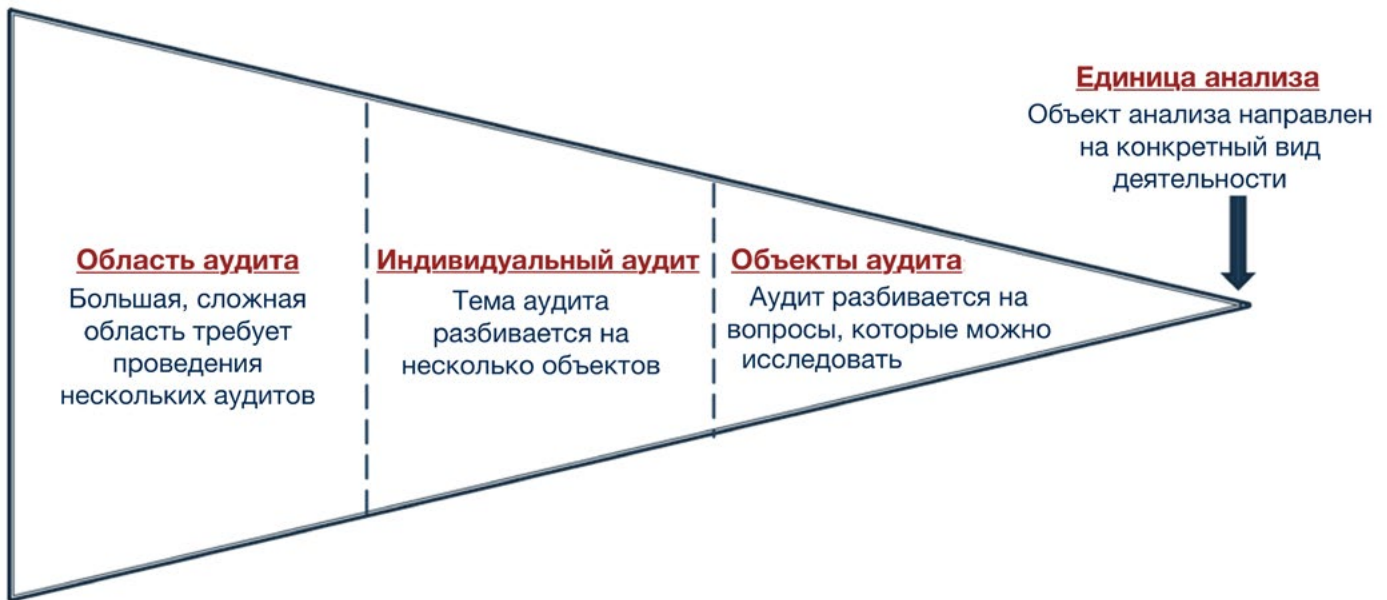 Единица анализа
Объект анализа направлен
на конкретный вид
деятельности
Область аудита
Большая, сложная
область требует
проведения
нескольких аудитов
Индивидуальный аудит
Тема аудита
разбивается на
несколько объектов
Объекты аудита
Аудит разбивается на
вопросы, которые можно
исследовать